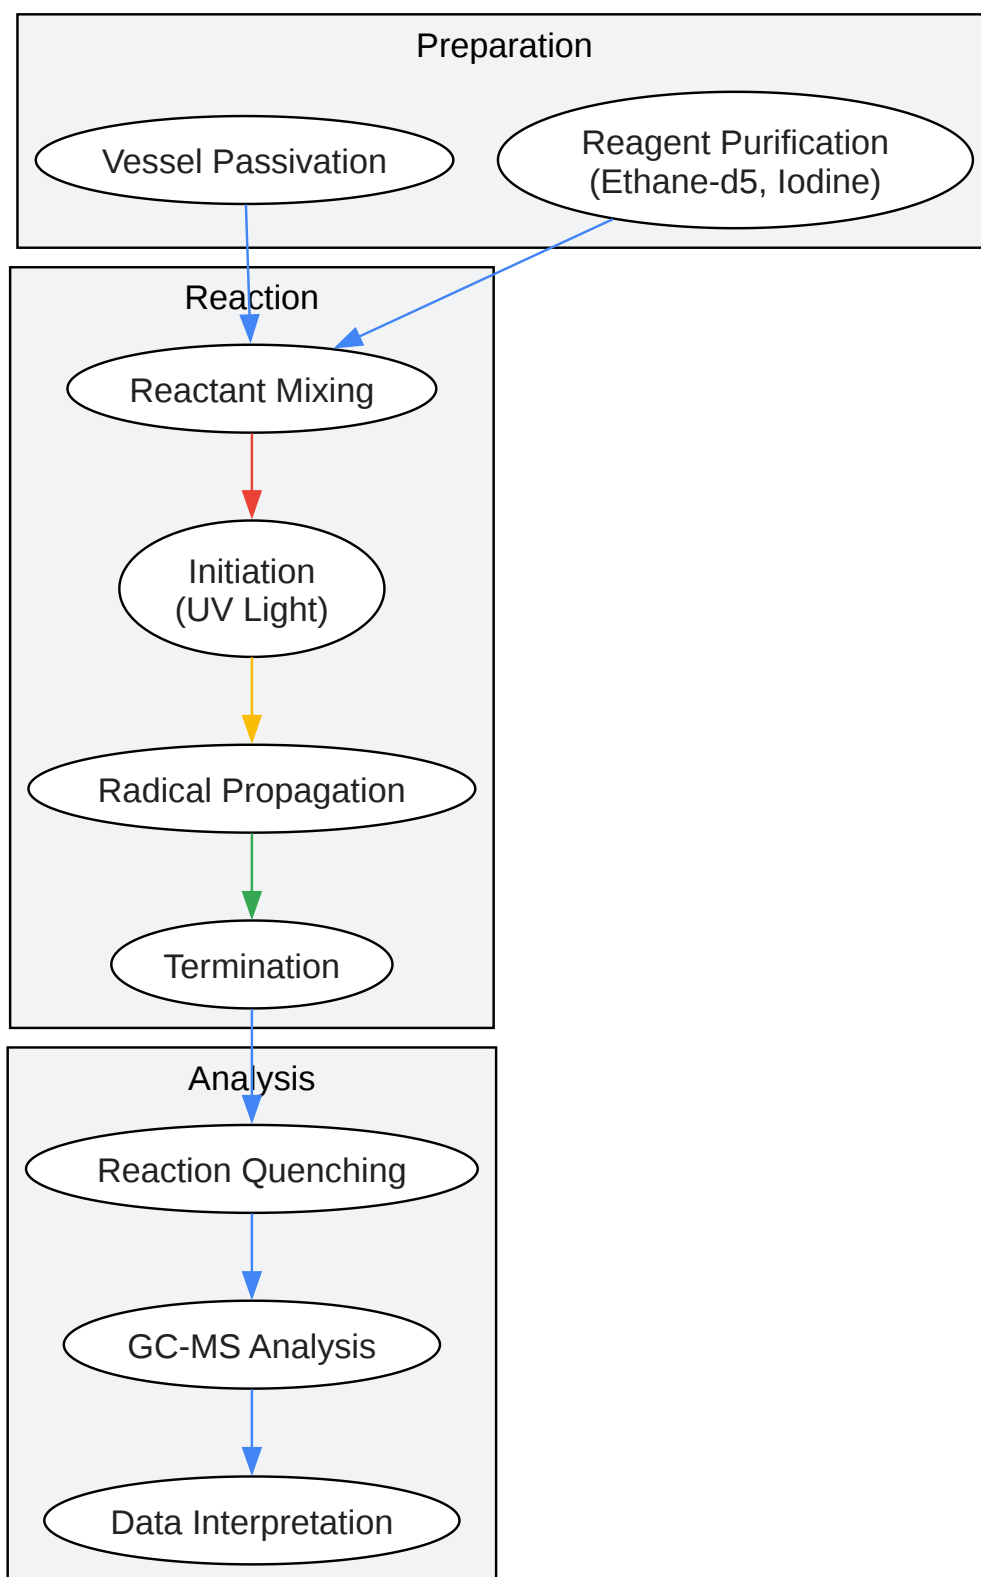 Preparation
Vessel Passivation
Reagent Purification
(Ethane-d5, Iodine)
Reaction
Reactant Mixing
Initiation
(UV Light)
Radical Propagation
Termination
Analysis
Reaction Quenching
GC-MS Analysis
Data Interpretation